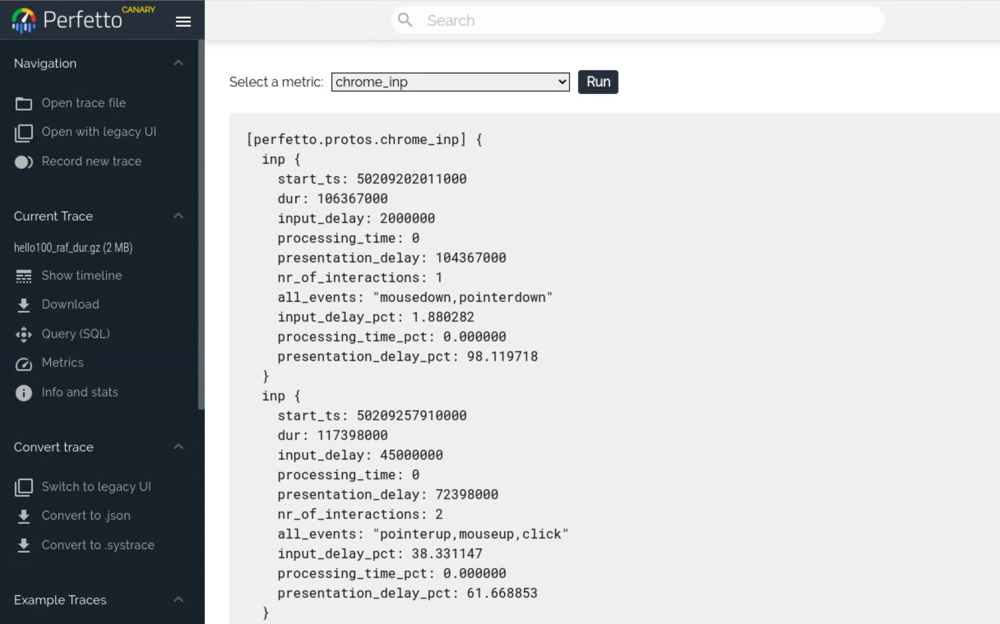 Perfetto CANARY
Search
Navigation
Open trace file
Open with legacy UI
Record new trace
Current Trace
hello100_raf_dur.gz (2 MB)
Show timeline
Download
Query (SQL)
Metrics
Info and stats
Convert trace
Switch to legacy UI
Convert to .json
Convert to .systrace
Example Traces
Select a metric: chrome_inp Run
[perfetto.protos.chrome_inp] {
inp {
start_ts: 50209202011000
dur: 106367000
input_delay: 2000000
processing_time: 0
presentation_delay: 104367000
nr_of_interactions: 1
all_events: "mousedown,pointerdown"
input_delay_pct: 1.880282
processing_time_pct: 0.000000
presentation_delay_pct: 98.119718
}
inp {
start_ts: 50209257910000
dur: 117398000
input_delay: 45000000
processing_time: 0
presentation_delay: 72398000
nr_of_interactions: 2
all_events: "pointerup,mouseup,click"
input_delay_pct: 38.331147
processing_time_pct: 0.000000
presentation_delay_pct: 61.668853
}